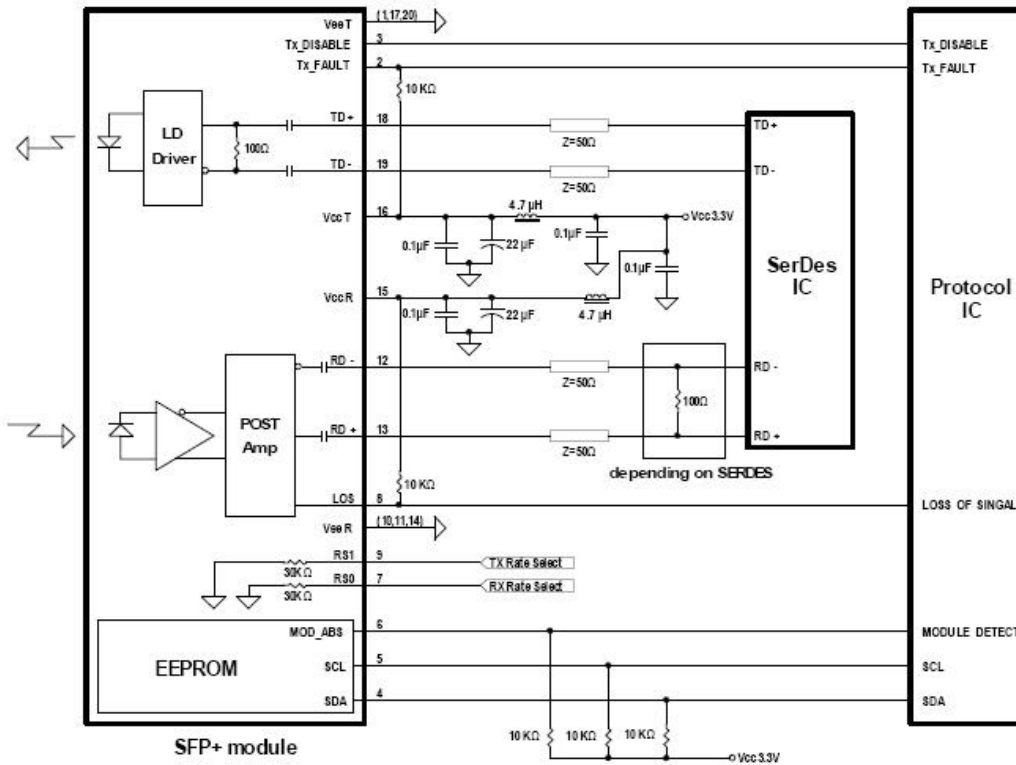 VeeT
(1,17,20)
Tx_DISABLE
3
Tx_DISABLE
Tx_FAULT
2
Tx_FAULT
10 KΩ
LD
Driver
100Ω
TD+
18
Z=50Ω
TD+
TD-
19
Z=50Ω
TD-
VccT
16
4.7 µH
Vcc3.3V
0.1µF
22 µF
0.1µF
0.1µF
SerDes
IC
Protocol
IC
VccR
15
0.1µF
22 µF
4.7 µH
RD -
12
Z=50Ω
RD -
100Ω
POST
Amp
RD +
13
Z=50Ω
RD +
depending on SERDES
10 KΩ
LOS
8
LOSS OF SINGAL
VeeR
(10,11,14)
RS1
9
TX Rate Select
30KΩ
RS0
7
RX Rate Select
30KΩ
EEPROM
MOD_ABS
6
MODULE DETECT
SCL
5
SCL
SDA
4
SDA
10 KΩ
10 KΩ
10 KΩ
Vcc3.3V
SFP+ module